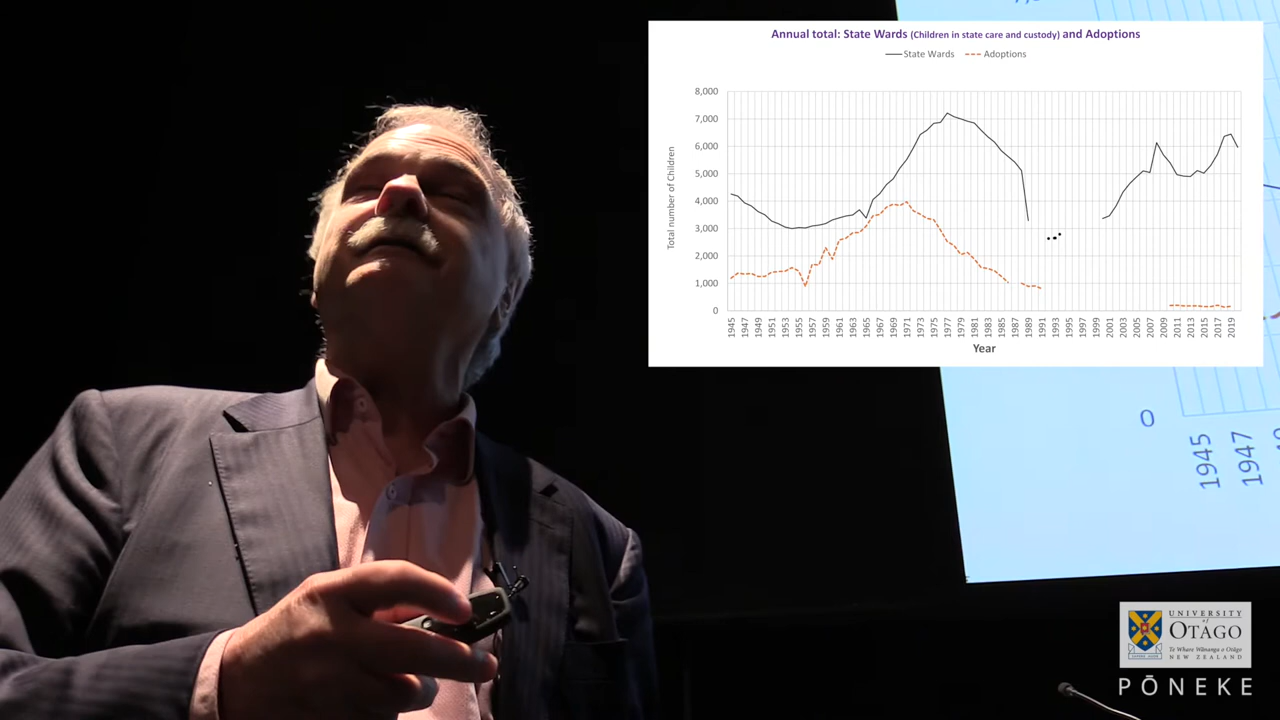 Annual total: State Wards (Children in state care and custody) and Adoptions
State Wards Adoptions
8,000
7,000
6,000
5,000
4,000
3,000
2,000
1,000
0
Total number of Children
1945 1947 1949 1951 1953 1955 1957 1959 1961 1963 1965 1967 1969 1971 1973 1975 1977 1979 1981 1983 1985 1987 1989 1991 1993 1995 1997 1999 2001 2003 2005 2007 2009 2011 2013 2015 2017 2019
Year
0
1945
1947
UNIVERSITY
of
OTAGO
Te Whare Wānanga o Otāgo
NEW ZEALAND
PŌNEKE